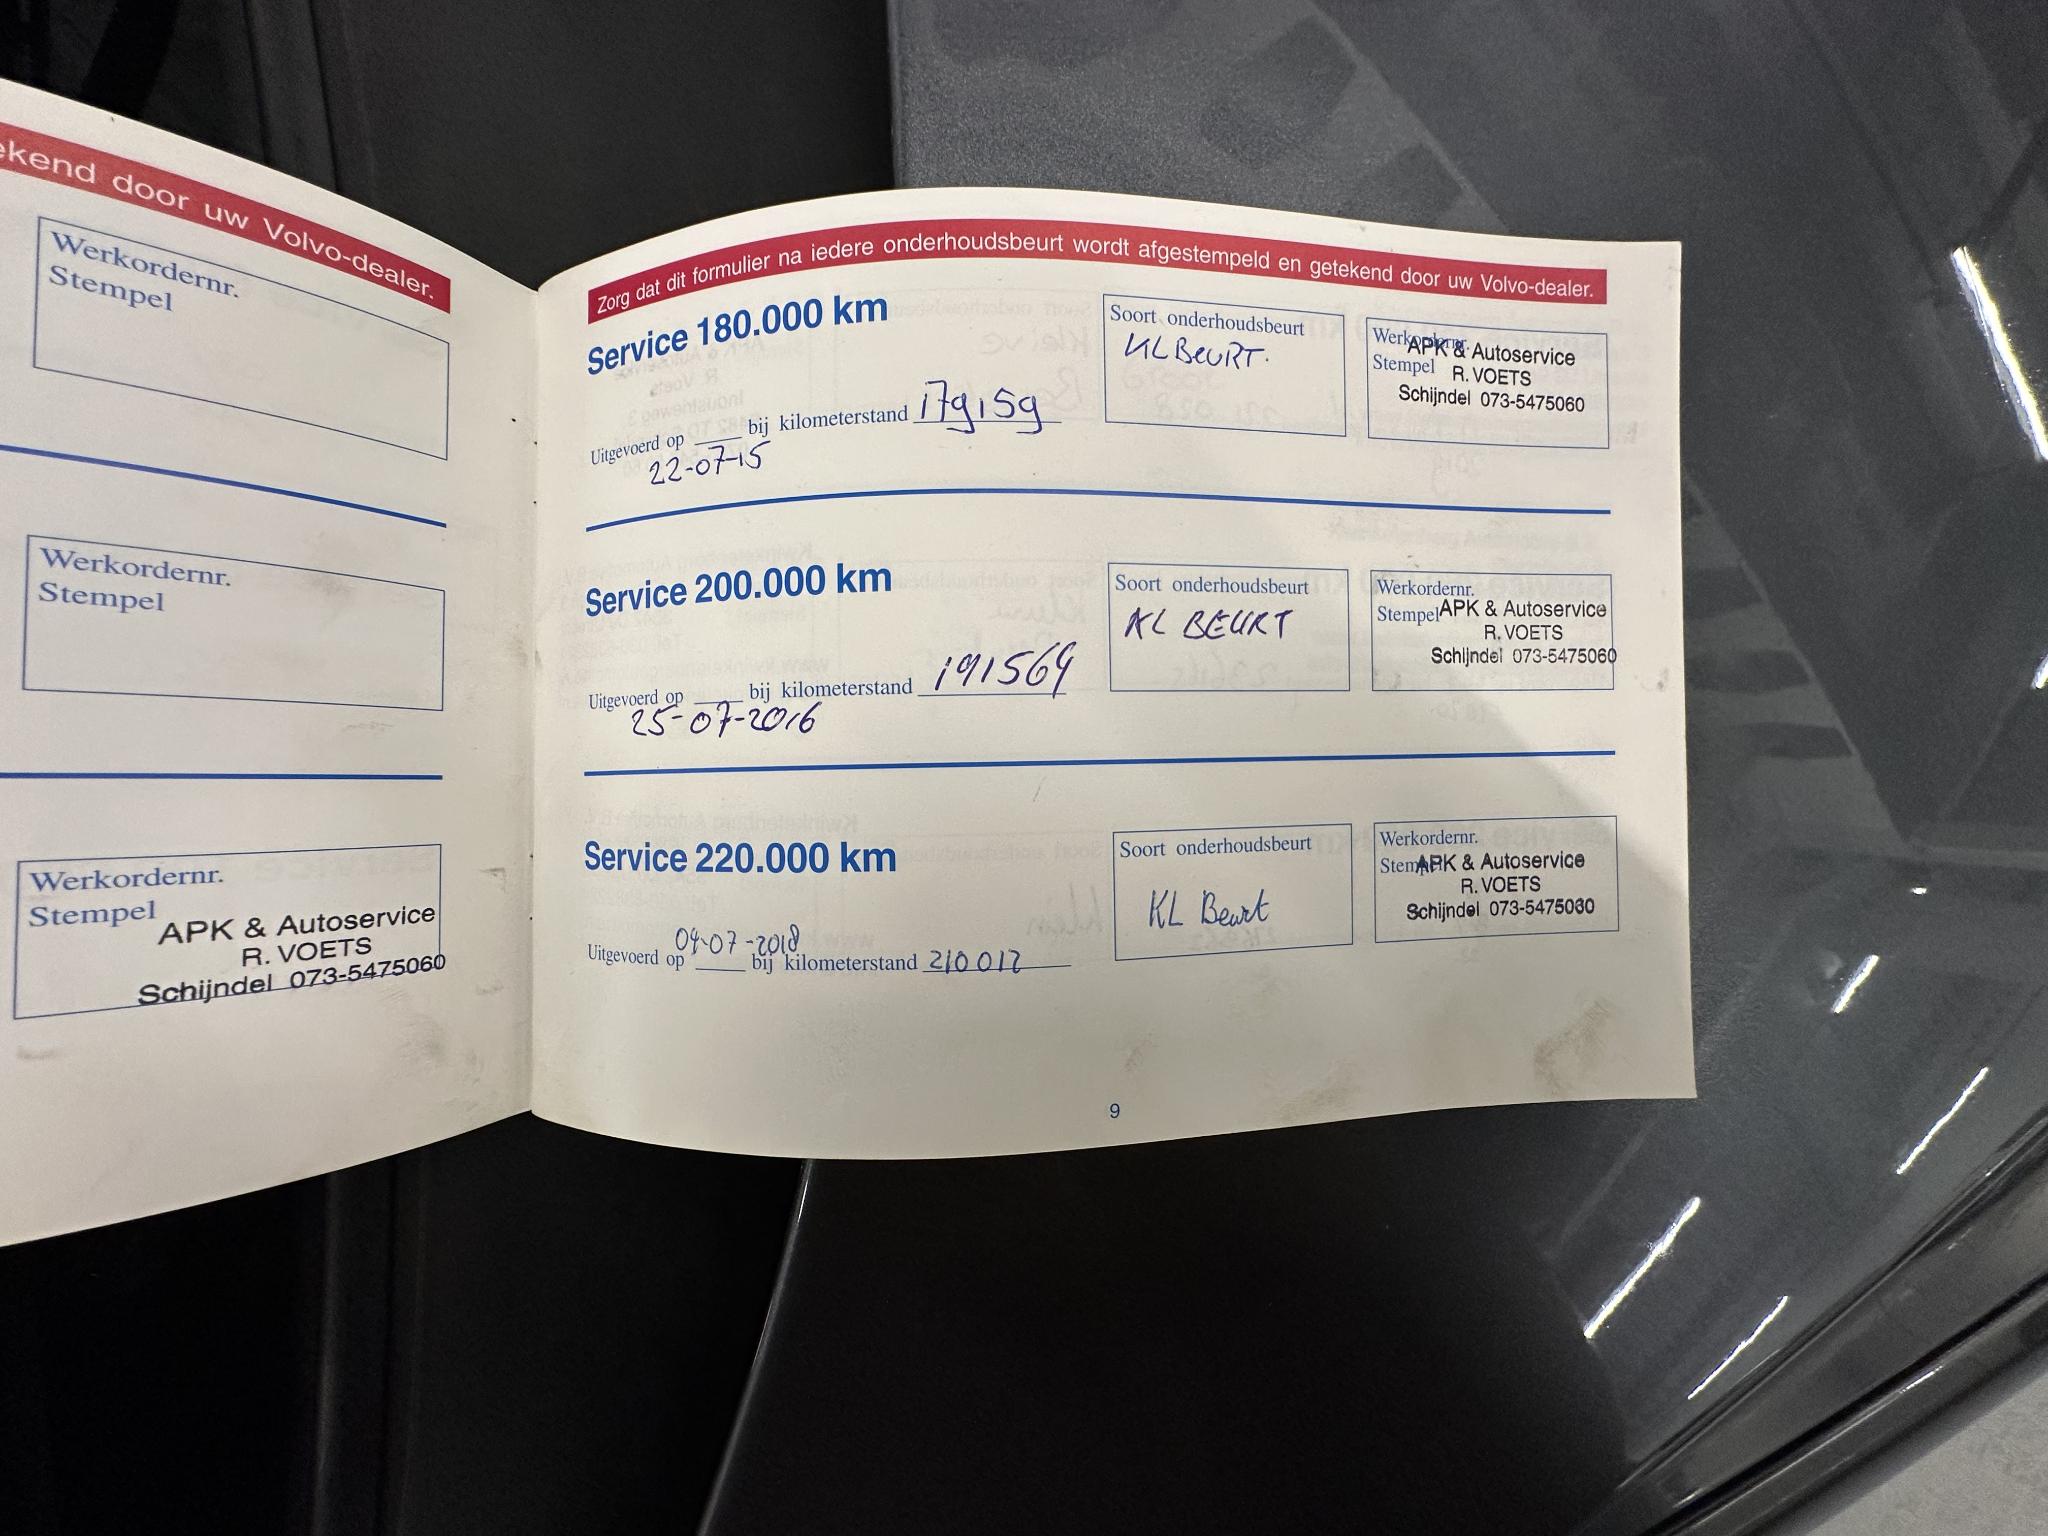 ekend door uw Volvo-dealer.
Werkordernr.
Stempel
Werkordernr.
Stempel
Werkordernr.
Stempel
APK & Autoservice
R. VOETS
Schijndel 073-5475060
Zorg dat dit formulier na iedere onderhoudsbeurt wordt afgestempeld en getekend door uw Volvo-dealer.
Service 180.000 km
Uitgevoerd op ____ bij kilometerstand 179159
22-07-15
Soort onderhoudsbeurt
KL BEURT.
Werkordernr.
Stempel
APK & Autoservice
R. VOETS
Schijndel 073-5475060
Service 200.000 km
Uitgevoerd op ____ bij kilometerstand 191569
25-07-2016
Soort onderhoudsbeurt
KL BEURT
Werkordernr.
Stempel APK & Autoservice
R. VOETS
Schijndel 073-5475060
Service 220.000 km
04-07-2018
Uitgevoerd op ____ bij kilometerstand 210012
Soort onderhoudsbeurt
KL Beurt
Werkordernr.
Stempel APK & Autoservice
R. VOETS
Schijndel 073-5475060
9